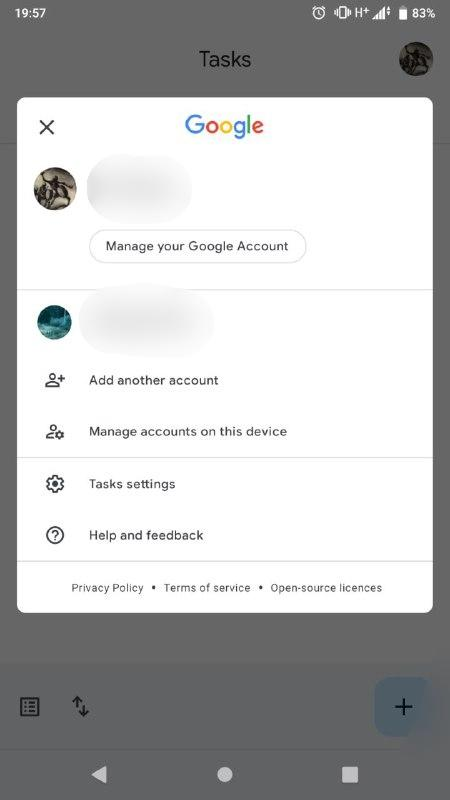 19:57
H+
83%
Tasks
Google
Manage your Google Account
Add another account
Manage accounts on this device
Tasks settings
Help and feedback
Privacy Policy • Terms of service • Open-source licences